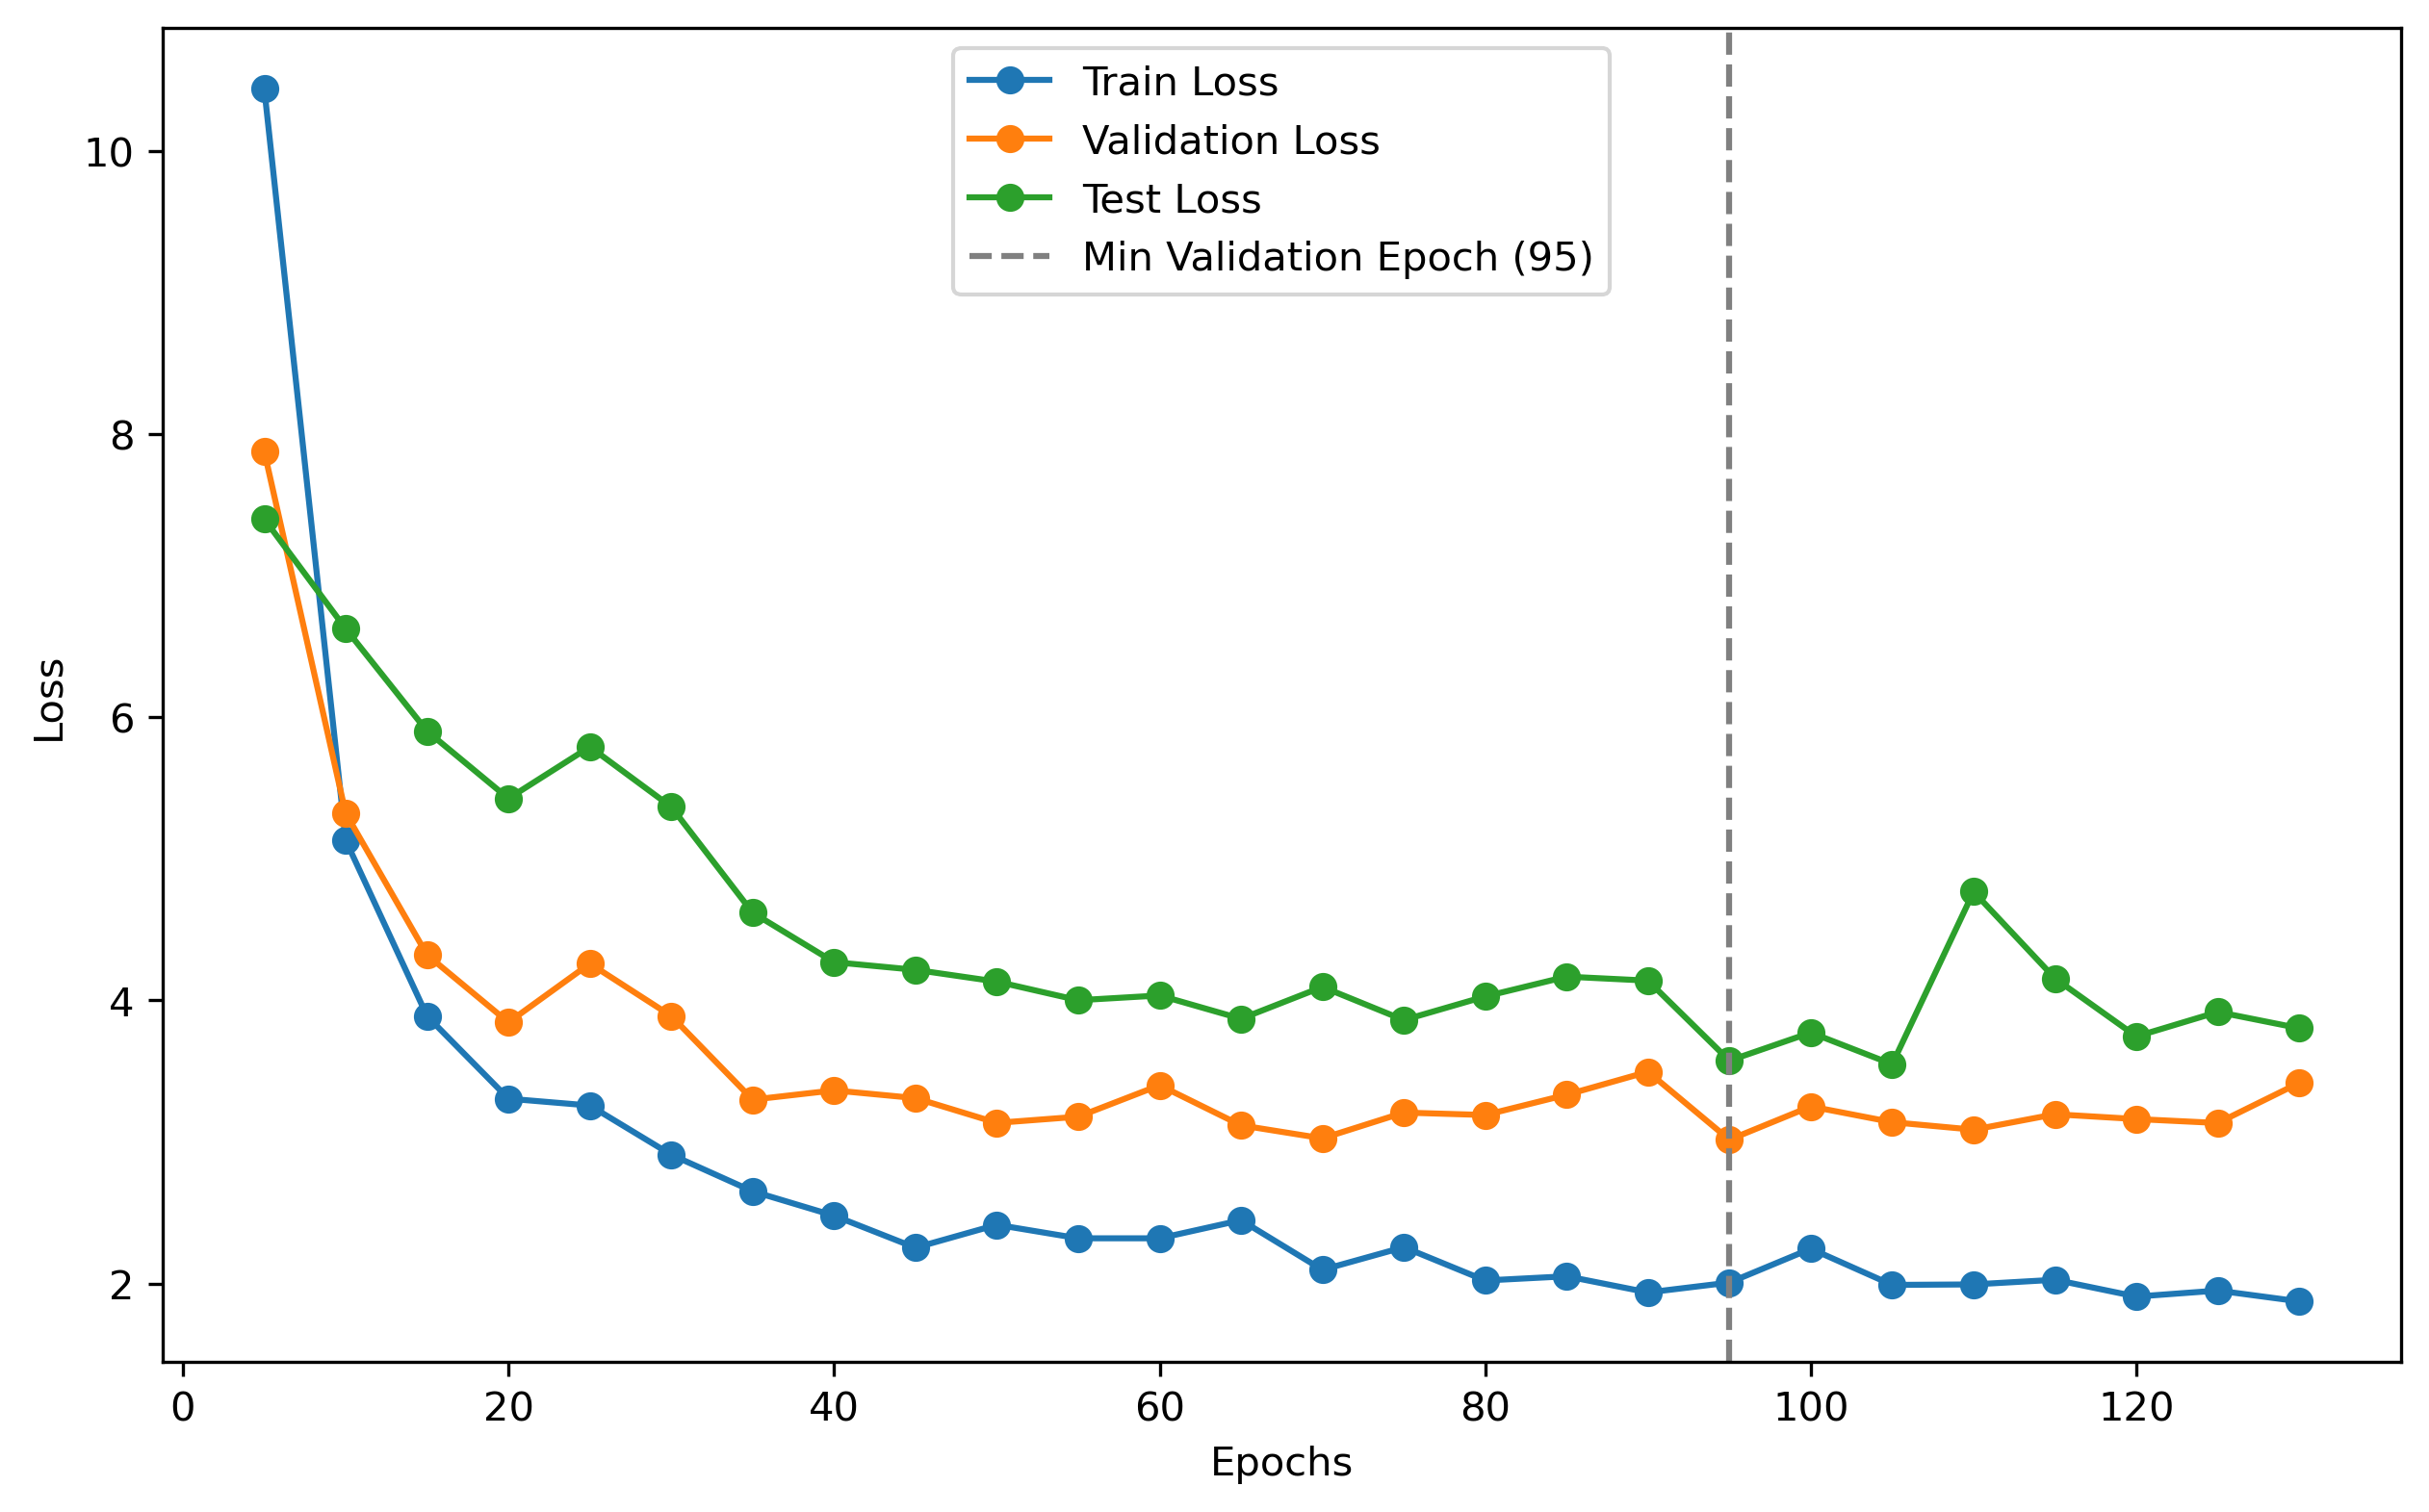 Train Loss
Validation Loss
Test Loss
Min Validation Epoch (95)
10
8
6
4
2
Loss
0 20 40 60 80 100 120
Epochs